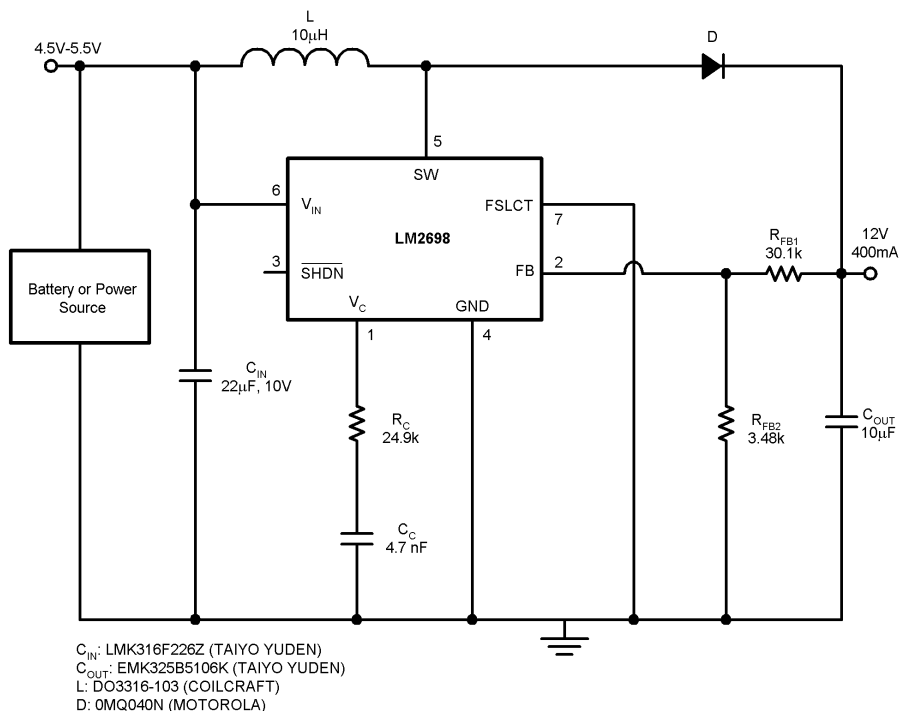 L
10µH
D
4.5V-5.5V
5
SW
6
V_IN
FSLCT
7
LM2698
R_FB1
30.1k
12V
400mA
3
SHDN
FB
2
Battery or Power
Source
V_C
GND
1
4
C_IN
22µF, 10V
R_C
24.9k
R_FB2
3.48k
C_OUT
10µF
C_C
4.7 nF
C_IN: LMK316F226Z (TAIYO YUDEN)
C_OUT: EMK325B5106K (TAIYO YUDEN)
L: DO3316-103 (COILCRAFT)
D: 0MQ040N (MOTOROLA)